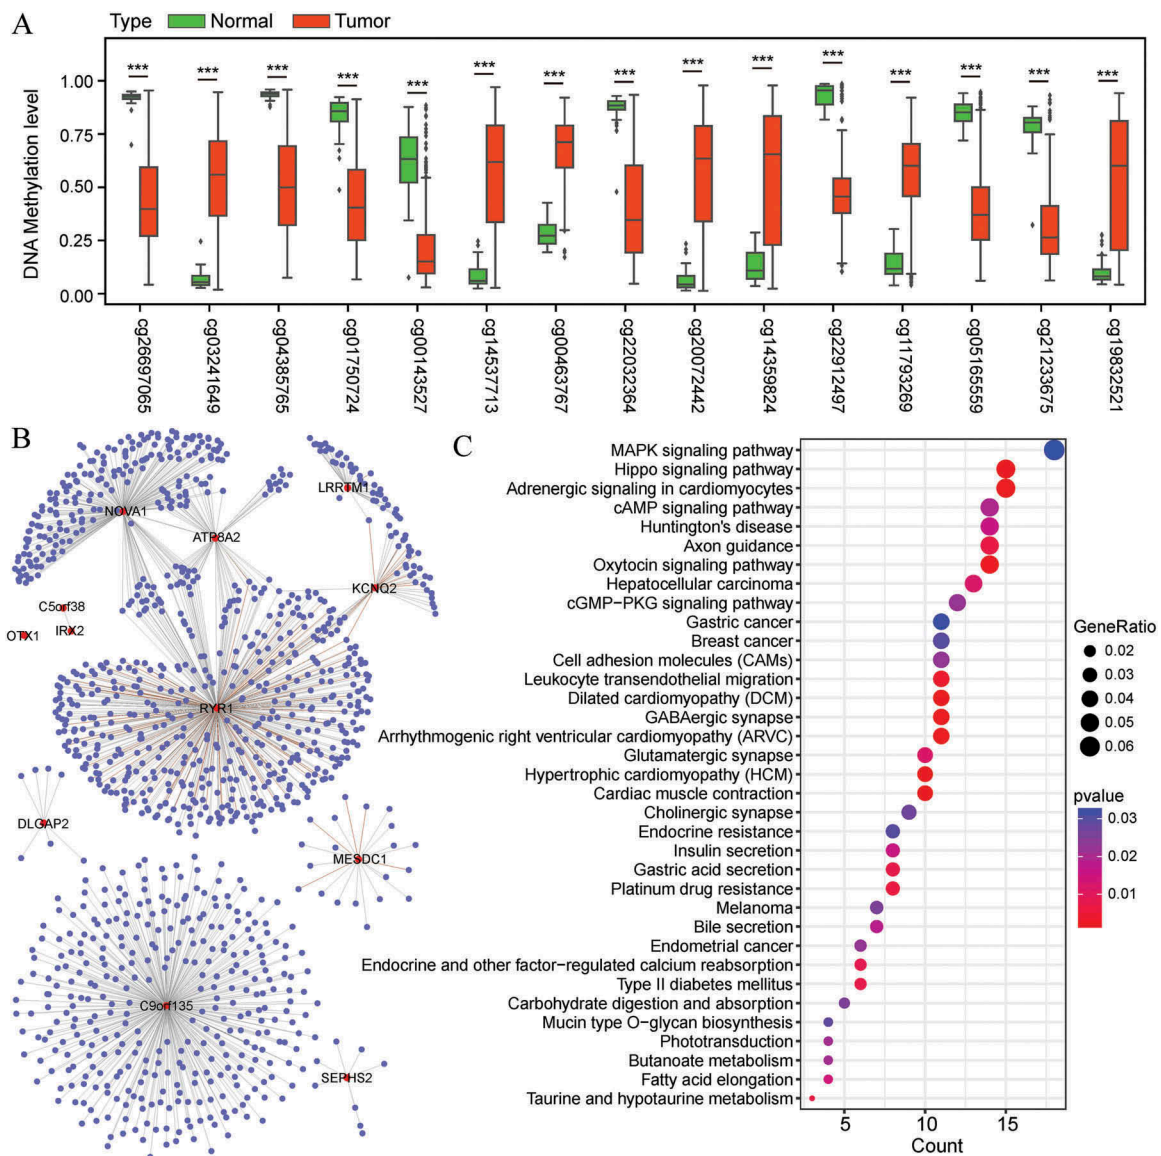 A
Type Normal Tumor
DNA Methylation level
1.00
0.75
0.50
0.25
0.00
*** *** *** *** *** *** *** *** *** *** *** *** *** *** ***
cg26697065
cg03241649
cg04385765
cg01750724
cg00143527
cg14537713
cg00463767
cg22032364
cg20072442
cg14359824
cg22912497
cg11793269
cg05165559
cg21233675
cg19832521
B
NOVA1
ATP8A2
LRRTM1
KCNQ2
C5orf38
OTX1
IRX2
RYR1
DLGAP2
MESDC1
C9orf135
SEPHS2
C
MAPK signaling pathway
Hippo signaling pathway
Adrenergic signaling in cardiomyocytes
cAMP signaling pathway
Huntington's disease
Axon guidance
Oxytocin signaling pathway
Hepatocellular carcinoma
cGMP−PKG signaling pathway
Gastric cancer
Breast cancer
Cell adhesion molecules (CAMs)
Leukocyte transendothelial migration
Dilated cardiomyopathy (DCM)
GABAergic synapse
Arrhythmogenic right ventricular cardiomyopathy (ARVC)
Glutamatergic synapse
Hypertrophic cardiomyopathy (HCM)
Cardiac muscle contraction
Cholinergic synapse
Endocrine resistance
Insulin secretion
Gastric acid secretion
Platinum drug resistance
Melanoma
Bile secretion
Endometrial cancer
Endocrine and other factor−regulated calcium reabsorption
Type II diabetes mellitus
Carbohydrate digestion and absorption
Mucin type O−glycan biosynthesis
Phototransduction
Butanoate metabolism
Fatty acid elongation
Taurine and hypotaurine metabolism
5 10 15
Count
GeneRatio
0.02
0.03
0.04
0.05
0.06
pvalue
0.03
0.02
0.01